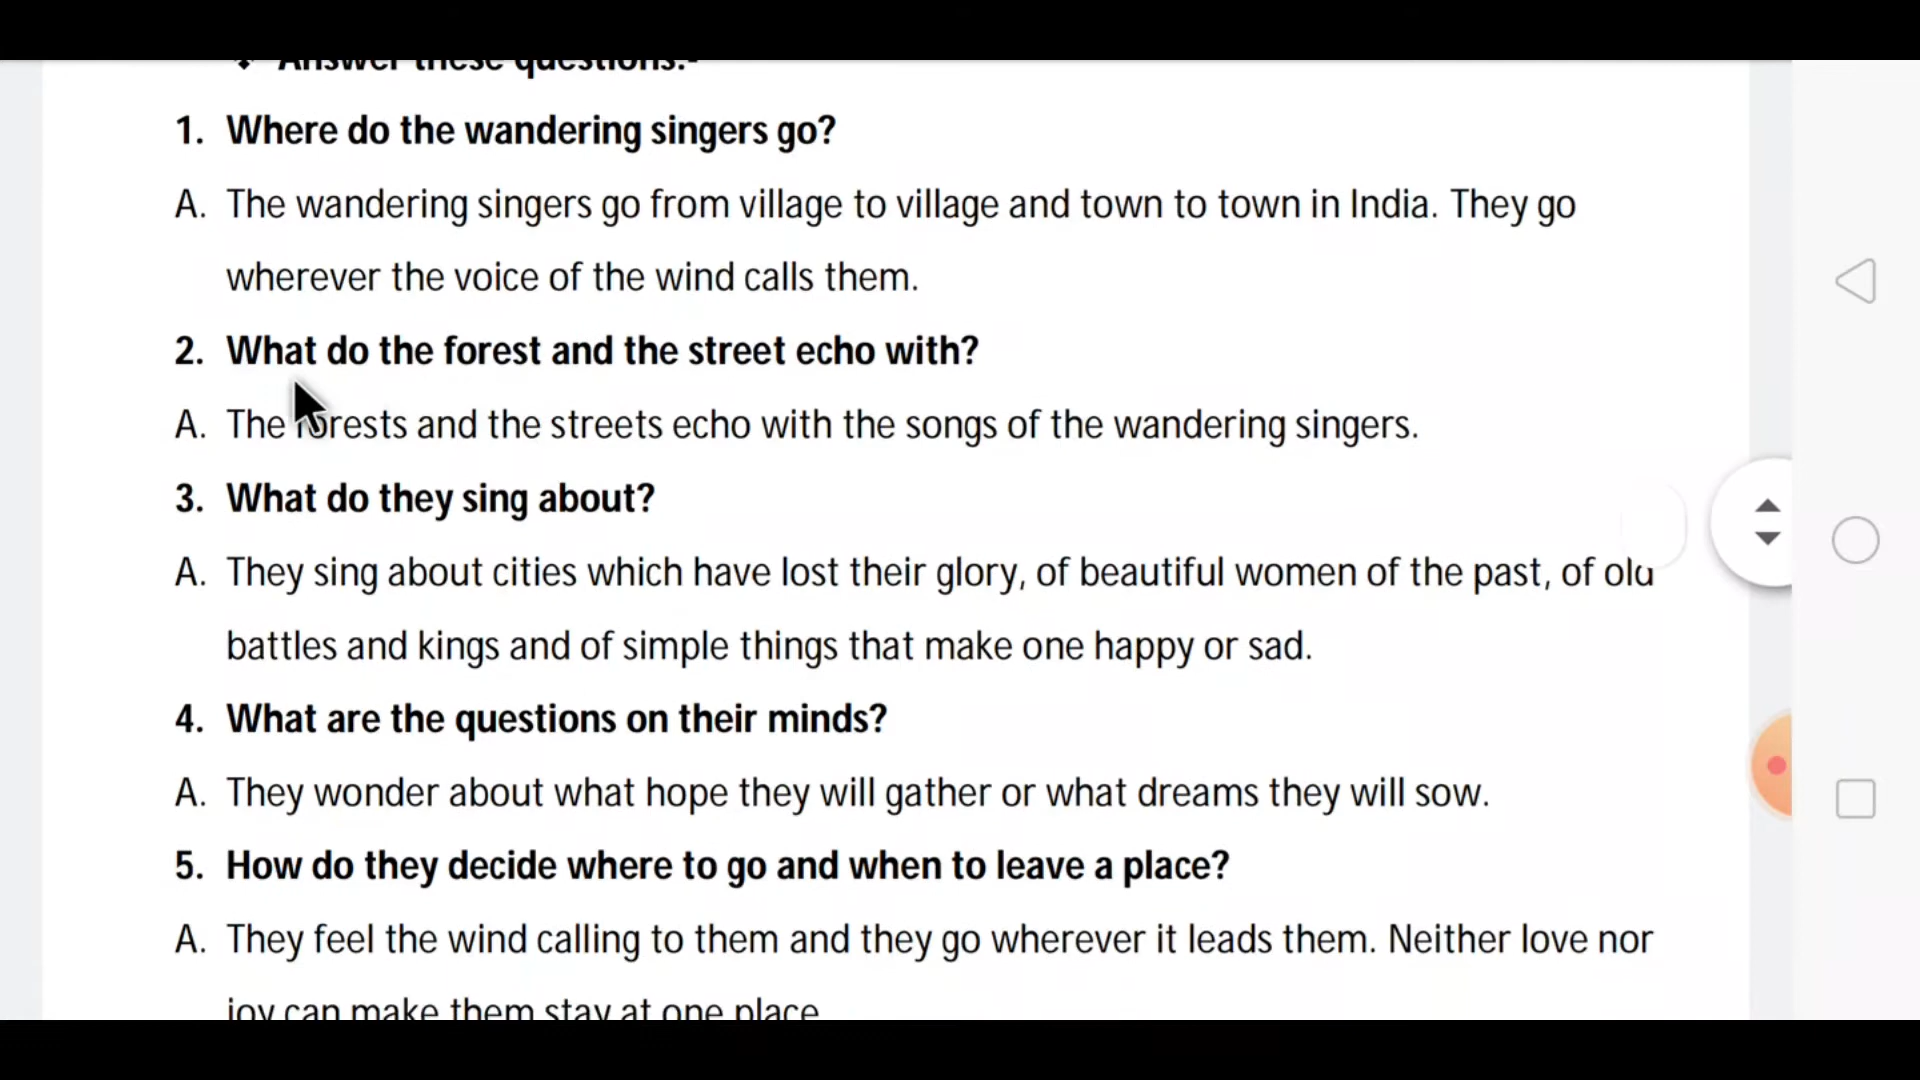 Answer these questions:-
1. Where do the wandering singers go?
A. The wandering singers go from village to village and town to town in India. They go
wherever the voice of the wind calls them.
2. What do the forest and the street echo with?
A. The forests and the streets echo with the songs of the wandering singers.
3. What do they sing about?
A. They sing about cities which have lost their glory, of beautiful women of the past, of old
battles and kings and of simple things that make one happy or sad.
4. What are the questions on their minds?
A. They wonder about what hope they will gather or what dreams they will sow.
5. How do they decide where to go and when to leave a place?
A. They feel the wind calling to them and they go wherever it leads them. Neither love nor
joy can make them stay at one place